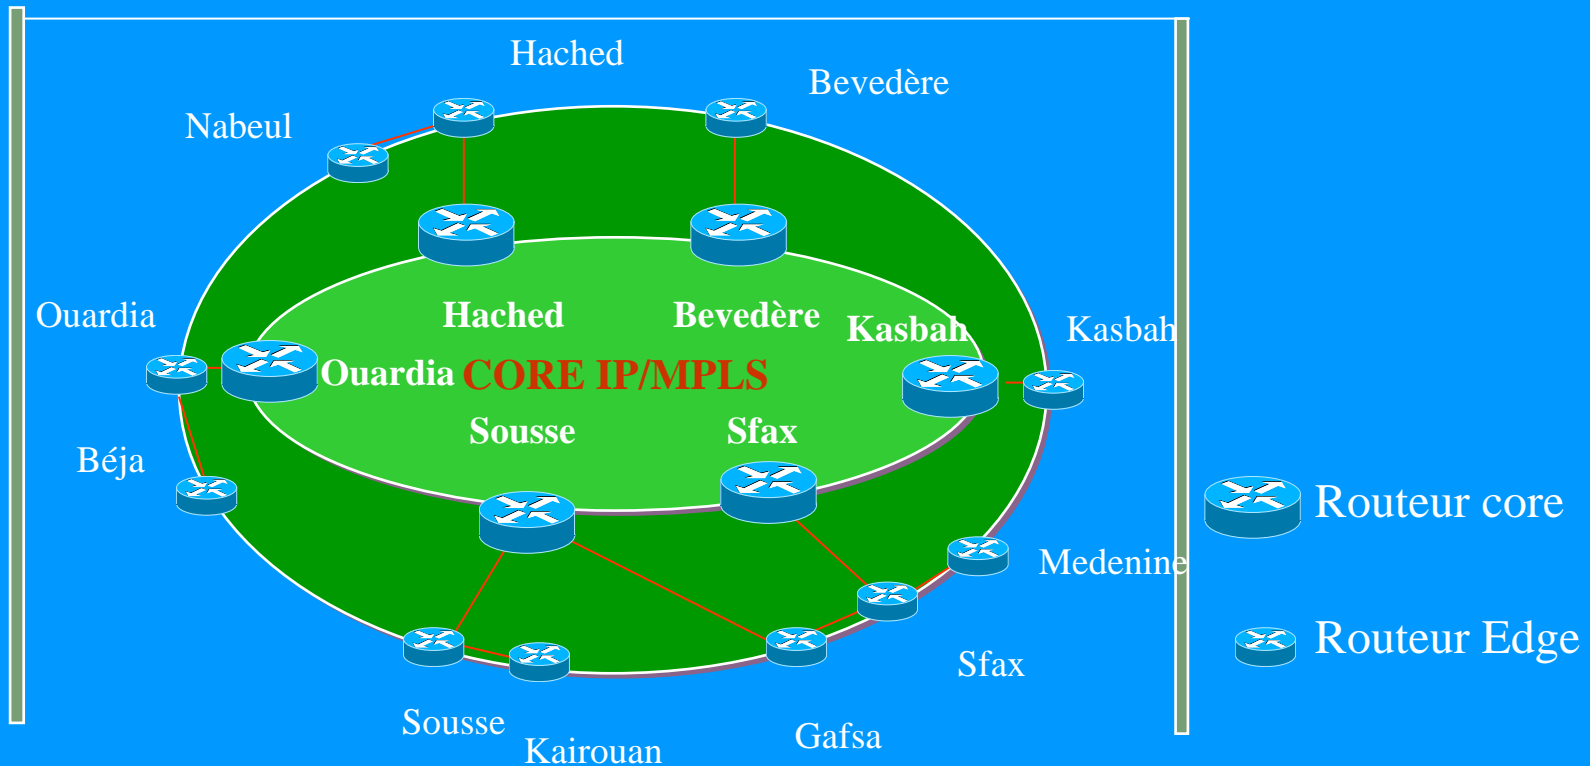 Hached
Bevedère
Nabeul
Ouardia
Hached
Bevedère
Kasbah
Kasbah
Ouardia
CORE IP/MPLS
Sousse
Sfax
Béja
Routeur core
Medenine
Routeur Edge
Sfax
Sousse
Kairouan
Gafsa